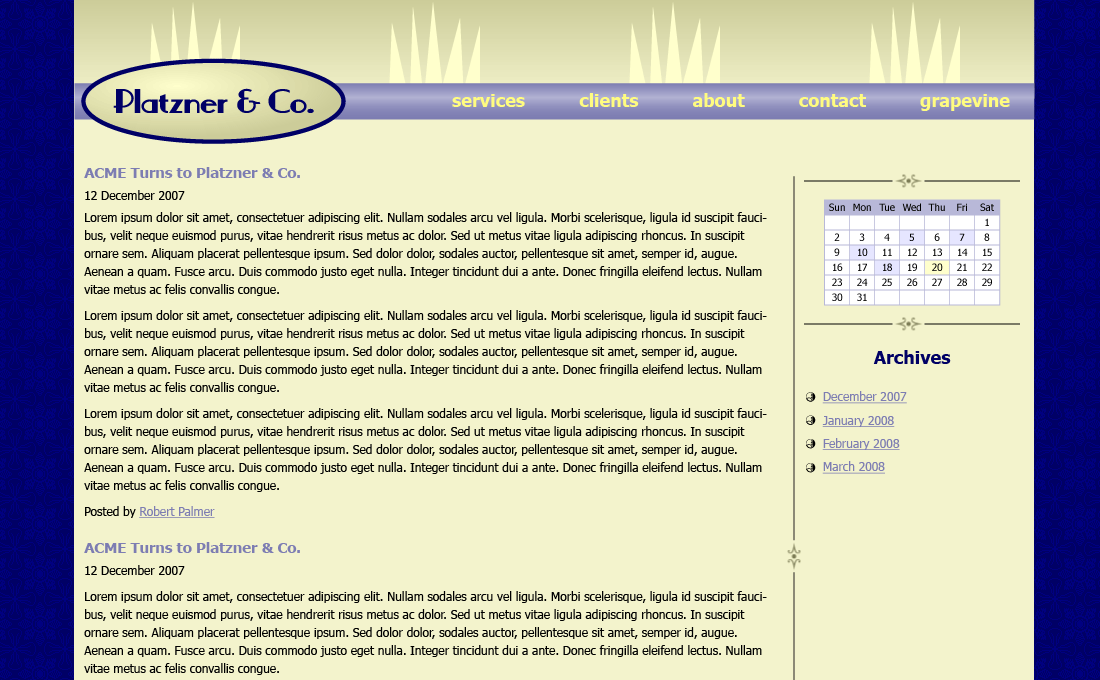 Platzner & Co.
services clients about contact grapevine
ACME Turns to Platzner & Co.
12 December 2007
Lorem ipsum dolor sit amet, consectetuer adipiscing elit. Nullam sodales arcu vel ligula. Morbi scelerisque, ligula id suscipit fauci-
bus, velit neque euismod purus, vitae hendrerit risus metus ac dolor. Sed ut metus vitae ligula adipiscing rhoncus. In suscipit
ornare sem. Aliquam placerat pellentesque ipsum. Sed dolor dolor, sodales auctor, pellentesque sit amet, semper id, augue.
Aenean a quam. Fusce arcu. Duis commodo justo eget nulla. Integer tincidunt dui a ante. Donec fringilla eleifend lectus. Nullam
vitae metus ac felis convallis congue.
Lorem ipsum dolor sit amet, consectetuer adipiscing elit. Nullam sodales arcu vel ligula. Morbi scelerisque, ligula id suscipit fauci-
bus, velit neque euismod purus, vitae hendrerit risus metus ac dolor. Sed ut metus vitae ligula adipiscing rhoncus. In suscipit
ornare sem. Aliquam placerat pellentesque ipsum. Sed dolor dolor, sodales auctor, pellentesque sit amet, semper id, augue.
Aenean a quam. Fusce arcu. Duis commodo justo eget nulla. Integer tincidunt dui a ante. Donec fringilla eleifend lectus. Nullam
vitae metus ac felis convallis congue.
Lorem ipsum dolor sit amet, consectetuer adipiscing elit. Nullam sodales arcu vel ligula. Morbi scelerisque, ligula id suscipit fauci-
bus, velit neque euismod purus, vitae hendrerit risus metus ac dolor. Sed ut metus vitae ligula adipiscing rhoncus. In suscipit
ornare sem. Aliquam placerat pellentesque ipsum. Sed dolor dolor, sodales auctor, pellentesque sit amet, semper id, augue.
Aenean a quam. Fusce arcu. Duis commodo justo eget nulla. Integer tincidunt dui a ante. Donec fringilla eleifend lectus. Nullam
vitae metus ac felis convallis congue.
Posted by Robert Palmer
ACME Turns to Platzner & Co.
12 December 2007
Lorem ipsum dolor sit amet, consectetuer adipiscing elit. Nullam sodales arcu vel ligula. Morbi scelerisque, ligula id suscipit fauci-
bus, velit neque euismod purus, vitae hendrerit risus metus ac dolor. Sed ut metus vitae ligula adipiscing rhoncus. In suscipit
ornare sem. Aliquam placerat pellentesque ipsum. Sed dolor dolor, sodales auctor, pellentesque sit amet, semper id, augue.
Aenean a quam. Fusce arcu. Duis commodo justo eget nulla. Integer tincidunt dui a ante. Donec fringilla eleifend lectus. Nullam
vitae metus ac felis convallis congue.
Sun Mon Tue Wed Thu Fri Sat
1
2 3 4 5 6 7 8
9 10 11 12 13 14 15
16 17 18 19 20 21 22
23 24 25 26 27 28 29
30 31
Archives
December 2007
January 2008
February 2008
March 2008